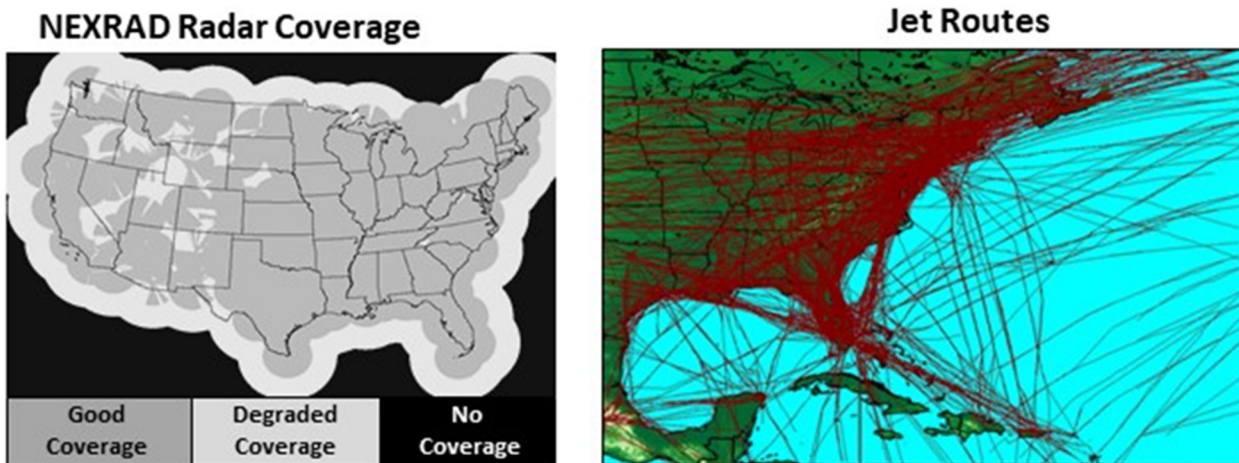 NEXRAD Radar Coverage
Jet Routes
Good
Coverage
Degraded
Coverage
No
Coverage